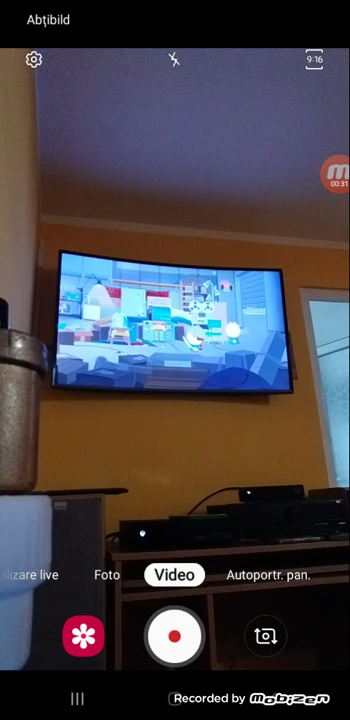 Abțibild
9:16
00:31
lizare live
Foto
Video
Autoportr. pan.
Recorded by mobizen